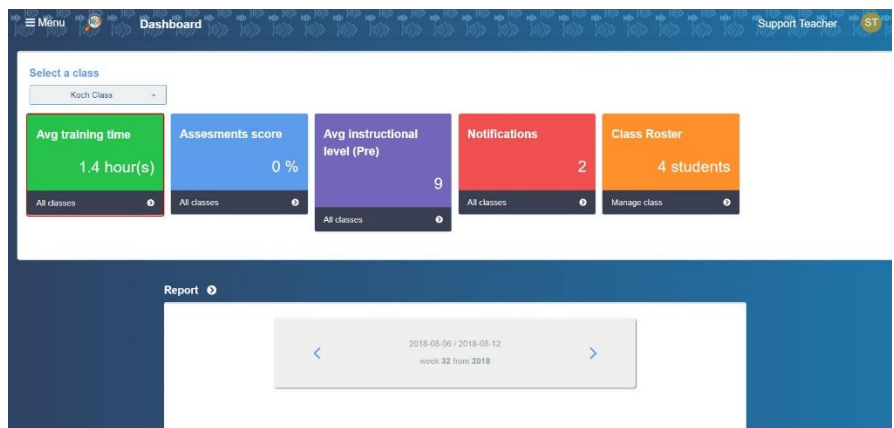 Menu
Dashboard
Support Teacher
ST
Select a class
Koch Class
Avg training time
1.4 hour(s)
All classes
Assesments score
0 %
All classes
Avg instructional
level (Pre)
9
All classes
Notifications
2
All classes
Class Roster
4 students
Manage class
Report
2018-08-06 / 2018-08-12
week 32 from 2018